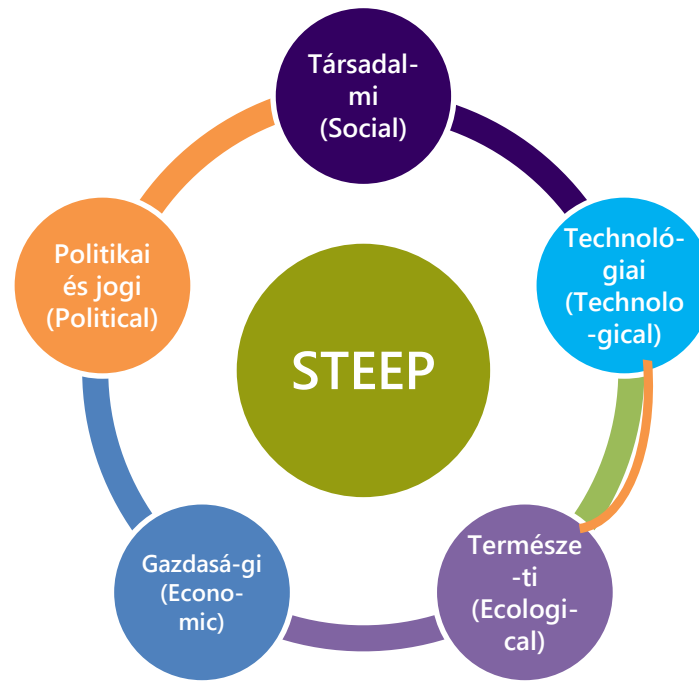 Társadal-
mi
(Social)
Technoló-
giai
(Technolo
-gical)
STEEP
Természe-
-ti
(Ecologi-
cal)
Gazdasá-gi
(Econo-
mic)
Politikai
és jogi
(Political)